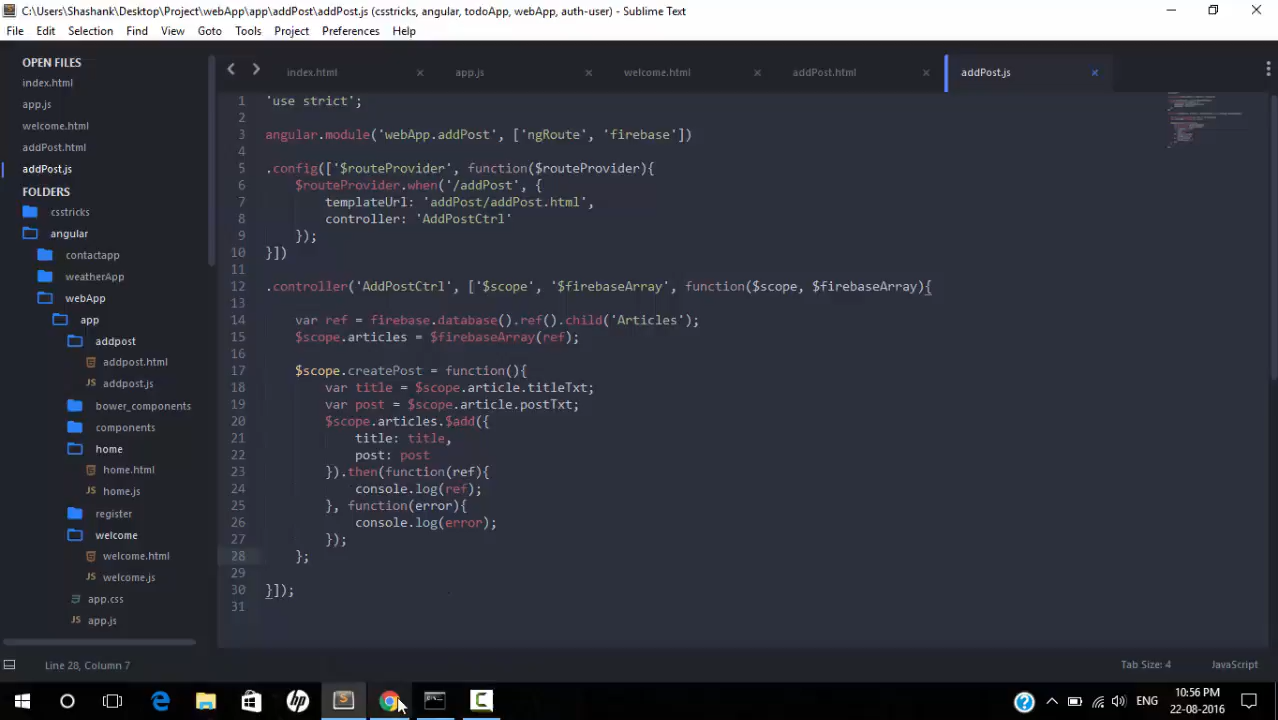 C:\Users\Shashank\Desktop\Project\webApp\app\addPost\addPost.js (csstricks, angular, todoApp, webApp, auth-user) - Sublime Text
File Edit Selection Find View Goto Tools Project Preferences Help
OPEN FILES
index.html
app.js
welcome.html
addPost.html
addPost.js
FOLDERS
csstricks
angular
contactapp
weatherApp
webApp
app
addpost
addpost.html
JS addpost.js
bower_components
components
home
home.html
JS home.js
register
welcome
welcome.html
JS welcome.js
app.css
JS app.js
index.html × app.js × welcome.html × addPost.html × addPost.js ×
1 'use strict';
2
3 angular.module('webApp.addPost', ['ngRoute', 'firebase'])
4
5 .config(['$routeProvider', function($routeProvider){
6 $routeProvider.when('/addPost', {
7 templateUrl: 'addPost/addPost.html',
8 controller: 'AddPostCtrl'
9 });
10 }])
11
12 .controller('AddPostCtrl', ['$scope', '$firebaseArray', function($scope, $firebaseArray){
13
14 var ref = firebase.database().ref().child('Articles');
15 $scope.articles = $firebaseArray(ref);
16
17 $scope.createPost = function(){
18 var title = $scope.article.titleTxt;
19 var post = $scope.article.postTxt;
20 $scope.articles.$add({
21 title: title,
22 post: post
23 }).then(function(ref){
24 console.log(ref);
25 }, function(error){
26 console.log(error);
27 });
28 };
29
30 }]);
31
Line 28, Column 7
Tab Size: 4 JavaScript
hp
ENG
10:56 PM
22-08-2016